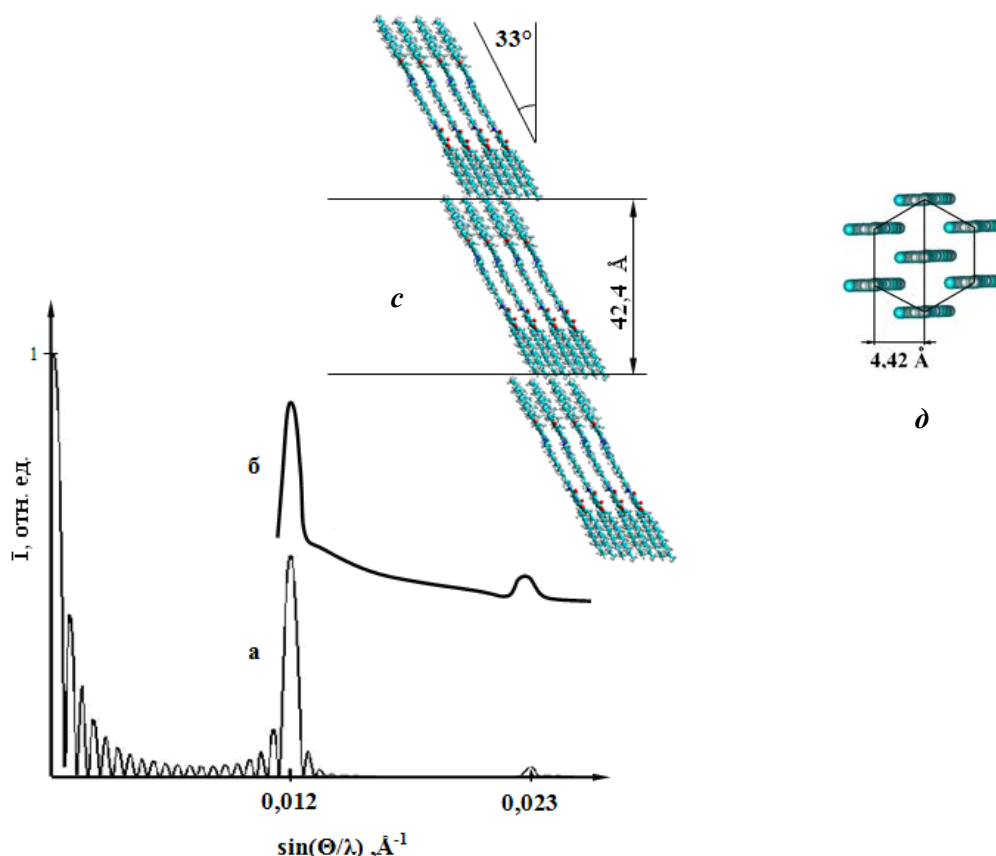 33°
42,4 Å
с
4,42 Å
д
1
б
а
Ī, отн. ед.
0,012
0,023
sin(Θ/λ) ,Å⁻¹